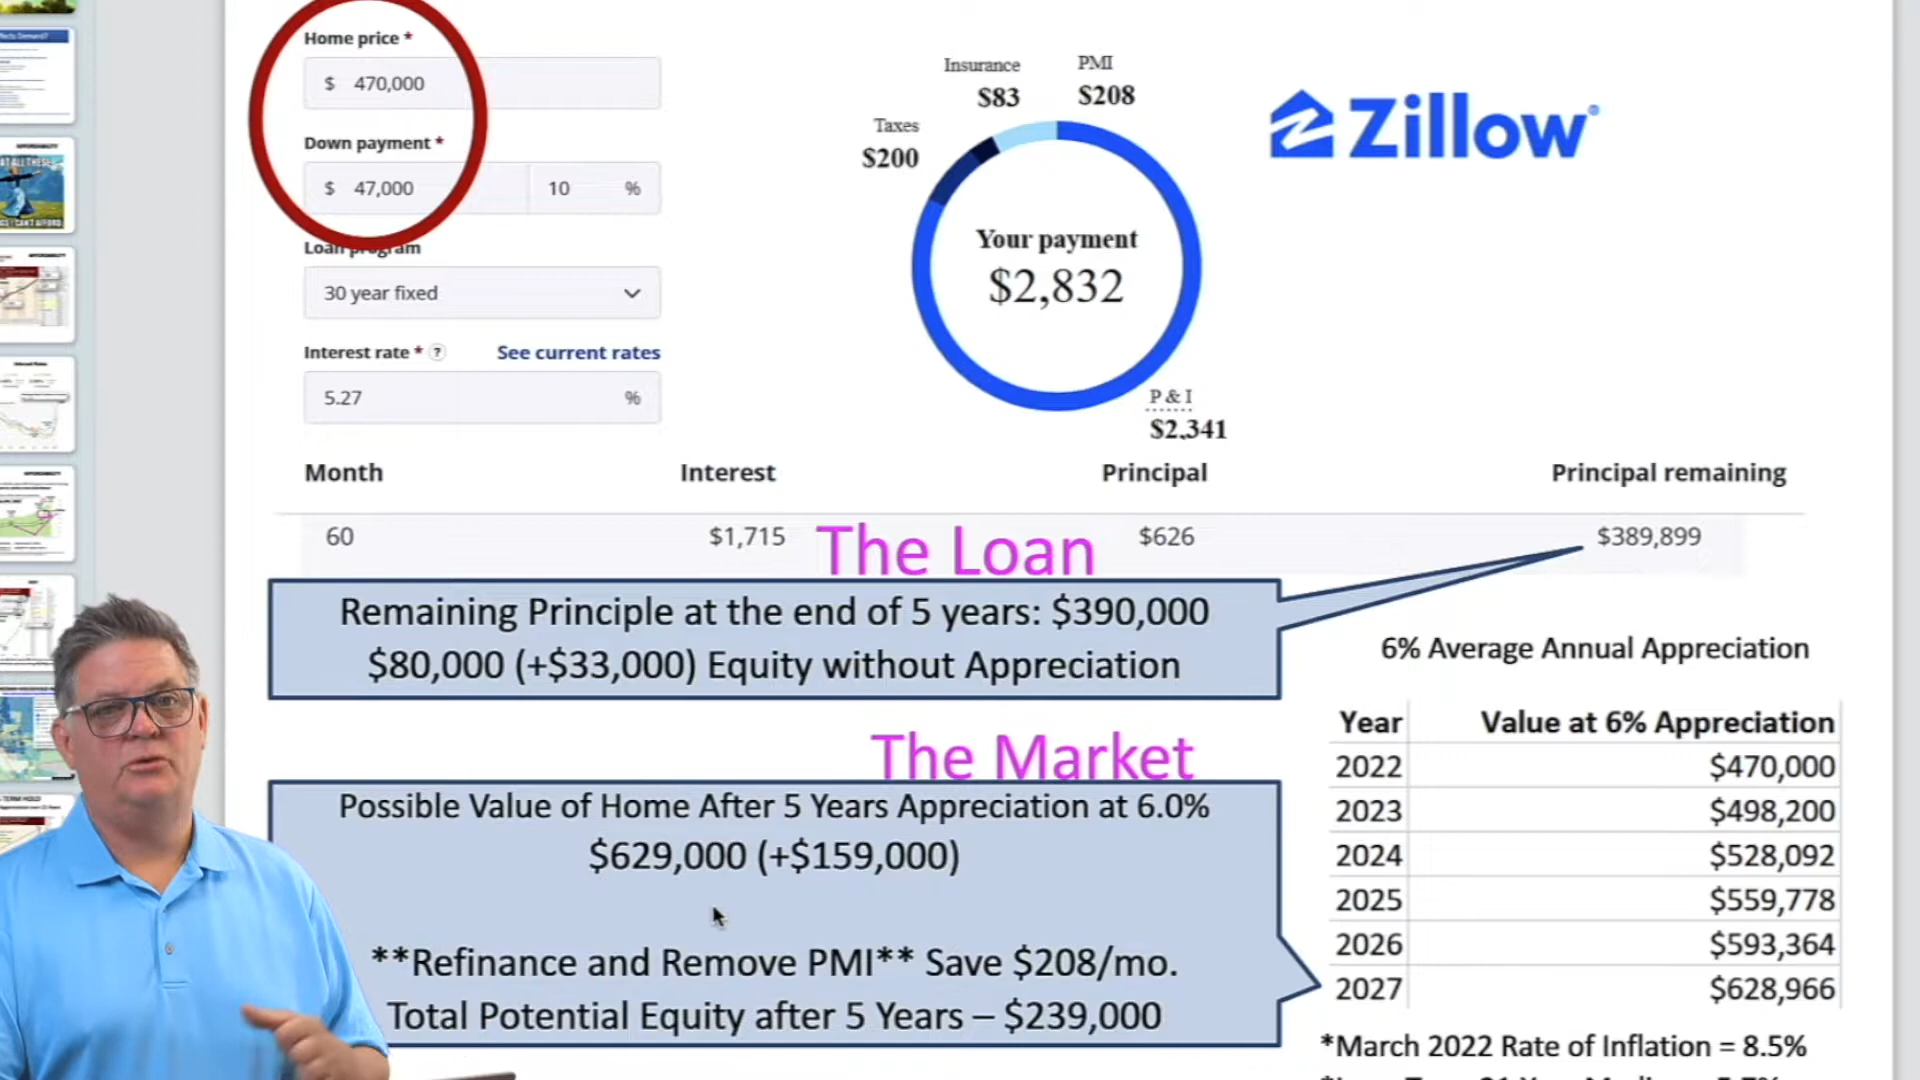 Home price *
$ 470,000
Down payment *
$ 47,000 10 %
Loan program
30 year fixed
Interest rate * ? See current rates
5.27 %
Insurance
$83
PMI
$208
Taxes
$200
Your payment
$2,832
P & I
$2,341
Zillow®
Month Interest Principal Principal remaining
60 $1,715 $626 $389,899
The Loan
Remaining Principle at the end of 5 years: $390,000
$80,000 (+$33,000) Equity without Appreciation
The Market
Possible Value of Home After 5 Years Appreciation at 6.0%
$629,000 (+$159,000)
**Refinance and Remove PMI** Save $208/mo.
Total Potential Equity after 5 Years – $239,000
6% Average Annual Appreciation
Year Value at 6% Appreciation
2022 $470,000
2023 $498,200
2024 $528,092
2025 $559,778
2026 $593,364
2027 $628,966
*March 2022 Rate of Inflation = 8.5%